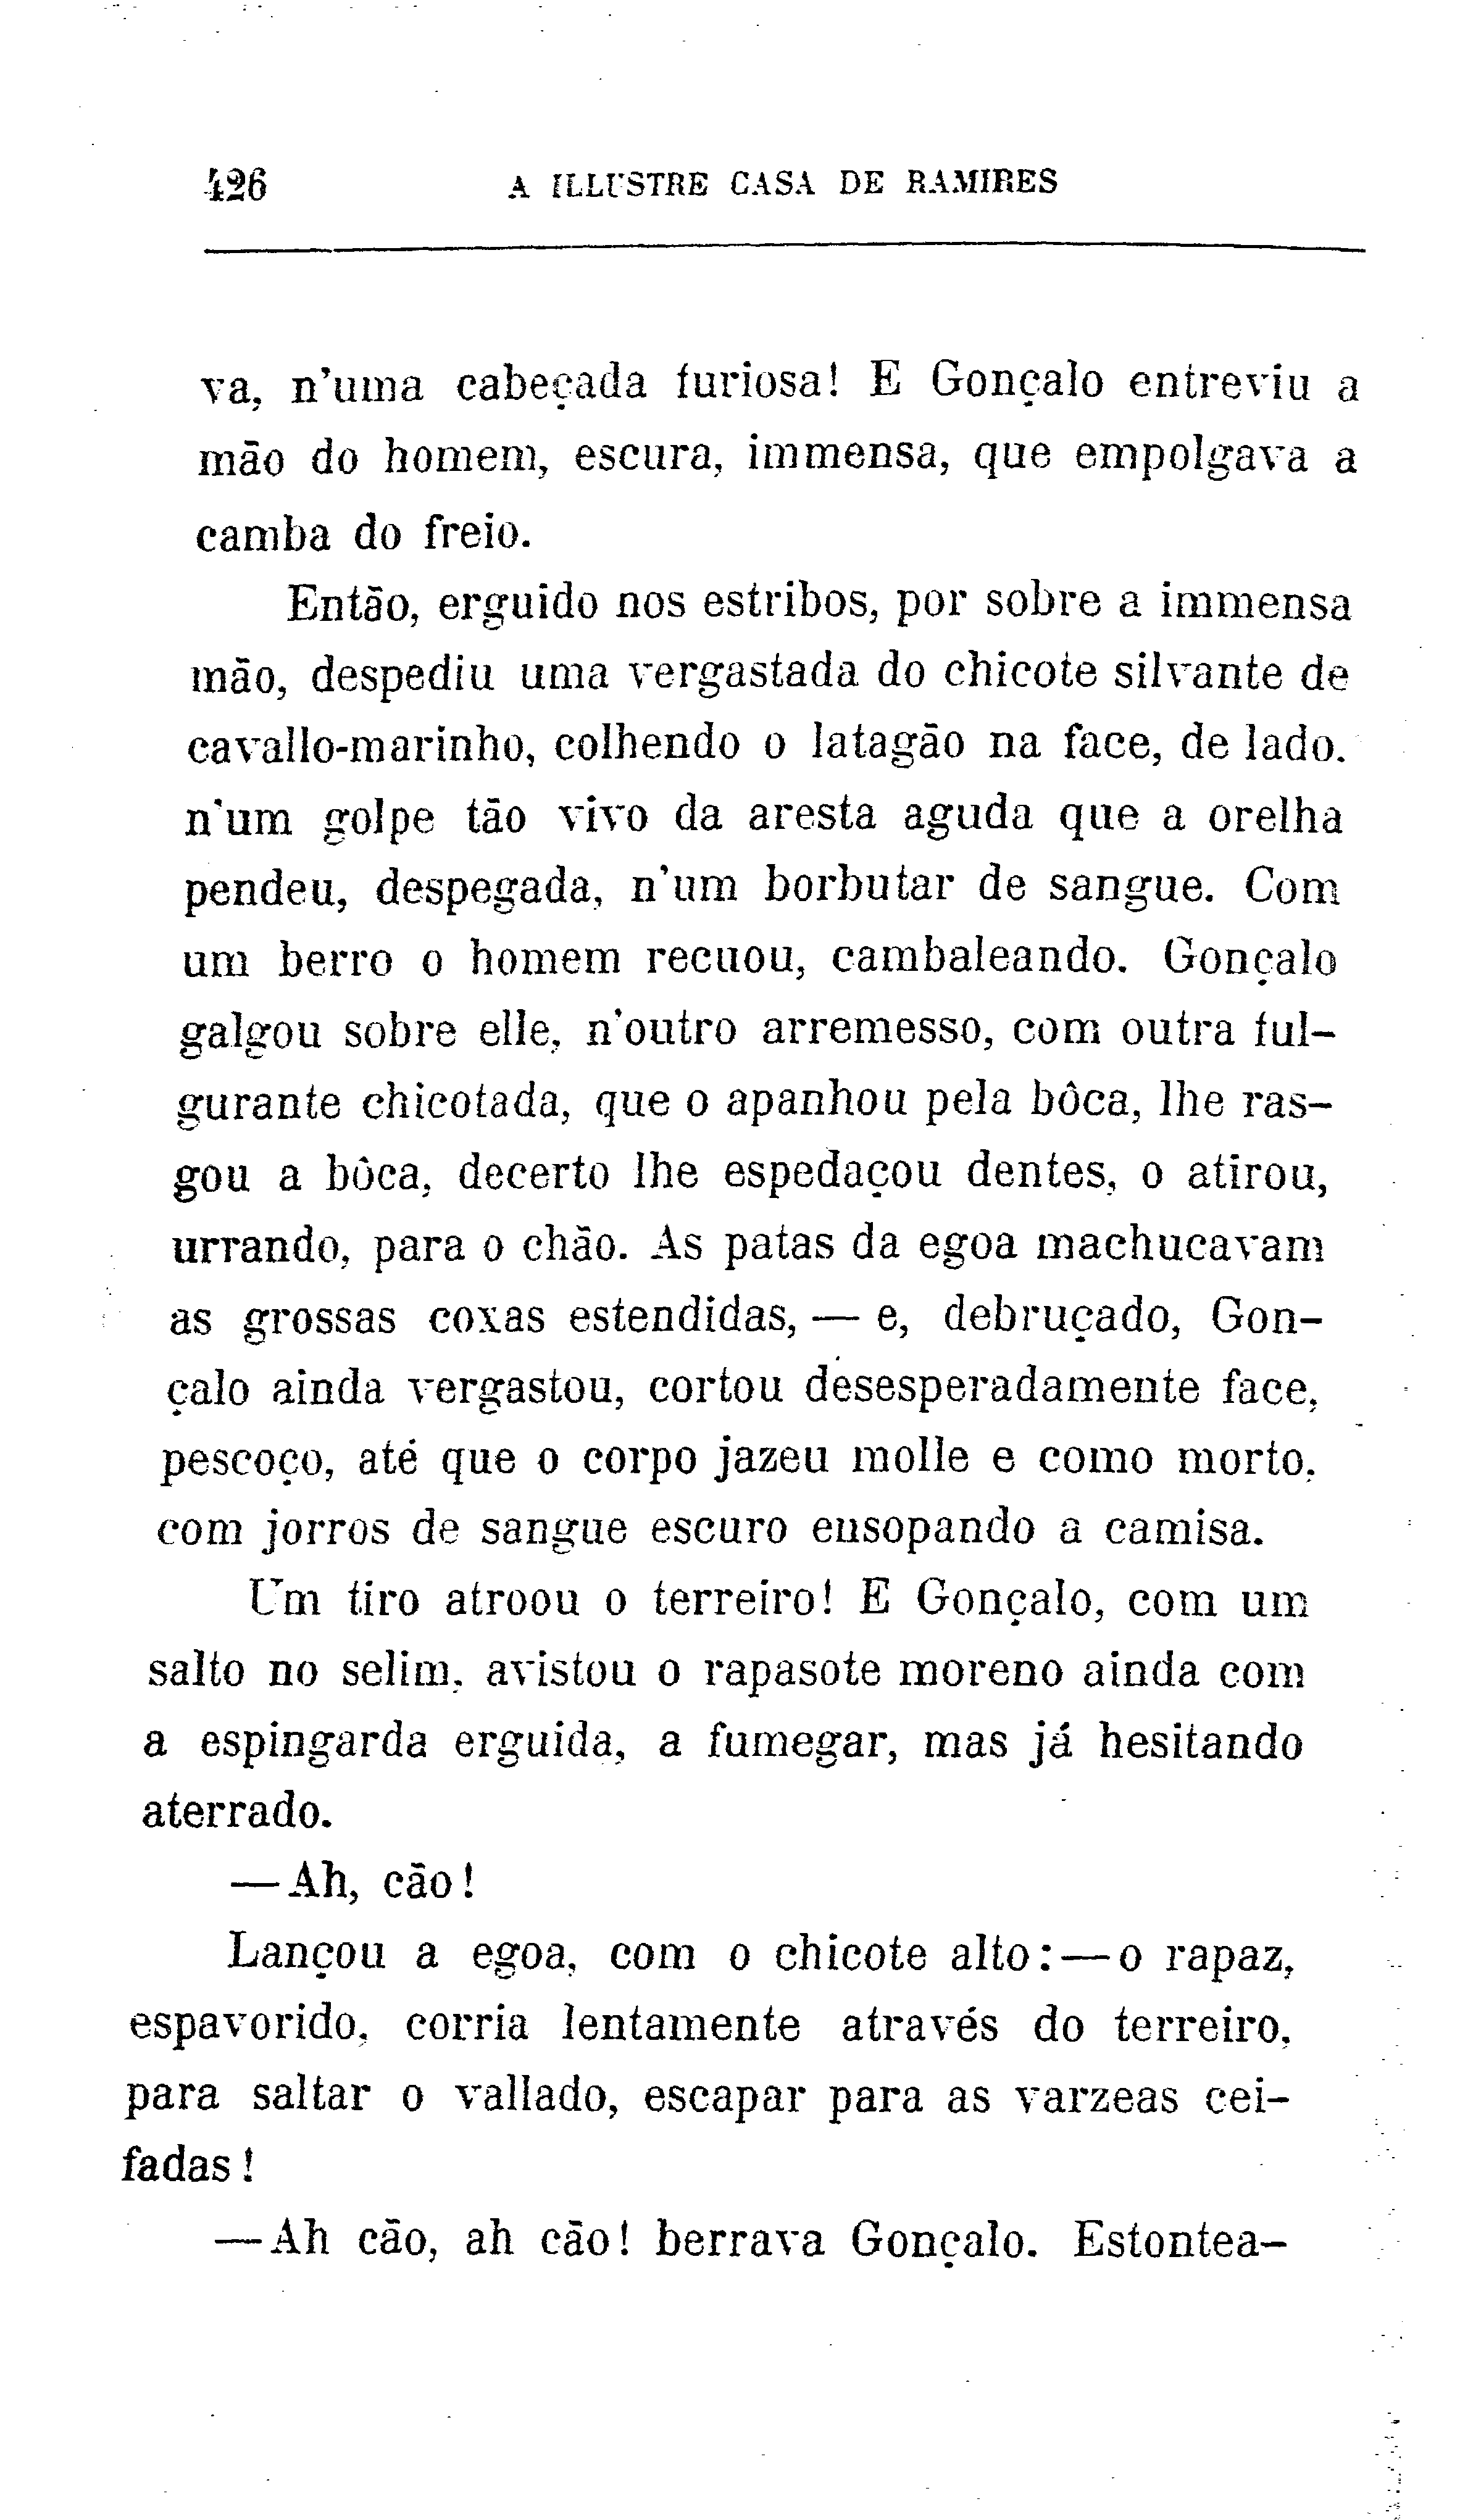 426 A ILLUSTRE CASA DE RAMIRES
va, n'uma cabeçada furiosa! E Gonçalo entreviu a
mão do homem, escura, immensa, que empolgava a
camba do freio.
Então, erguido nos estribos, por sobre a immensa
mão, despediu uma vergastada do chicote silvante de
cavallo-marinho, colhendo o latagão na face, de lado.
n'um golpe tão vivo da aresta aguda que a orelha
pendeu, despegada, n'um borbutar de sangue. Com
um berro o homem recuou, cambaleando. Gonçalo
galgou sobre elle, n'outro arremesso, com outra ful-
gurante chicotada, que o apanhou pela bôca, lhe ras-
gou a bôca, decerto lhe espedaçou dentes, o atirou,
urrando, para o chão. As patas da egoa machucavam
as grossas coxas estendidas, — e, debruçado, Gon-
çalo ainda vergastou, cortou desesperadamente face,
pescoço, até que o corpo jazeu molle e como morto,
com jorros de sangue escuro ensopando a camisa.
Um tiro atroou o terreiro! E Gonçalo, com um
salto no selim, avistou o rapasote moreno ainda com
a espingarda erguida, a fumegar, mas já hesitando
aterrado.
—Ah, cão!
Lançou a egoa, com o chicote alto:—o rapaz,
espavorido, corria lentamente através do terreiro,
para saltar o vallado, escapar para as varzeas cei-
fadas!
—Ah cão, ah cão! berrava Gonçalo. Estontea-